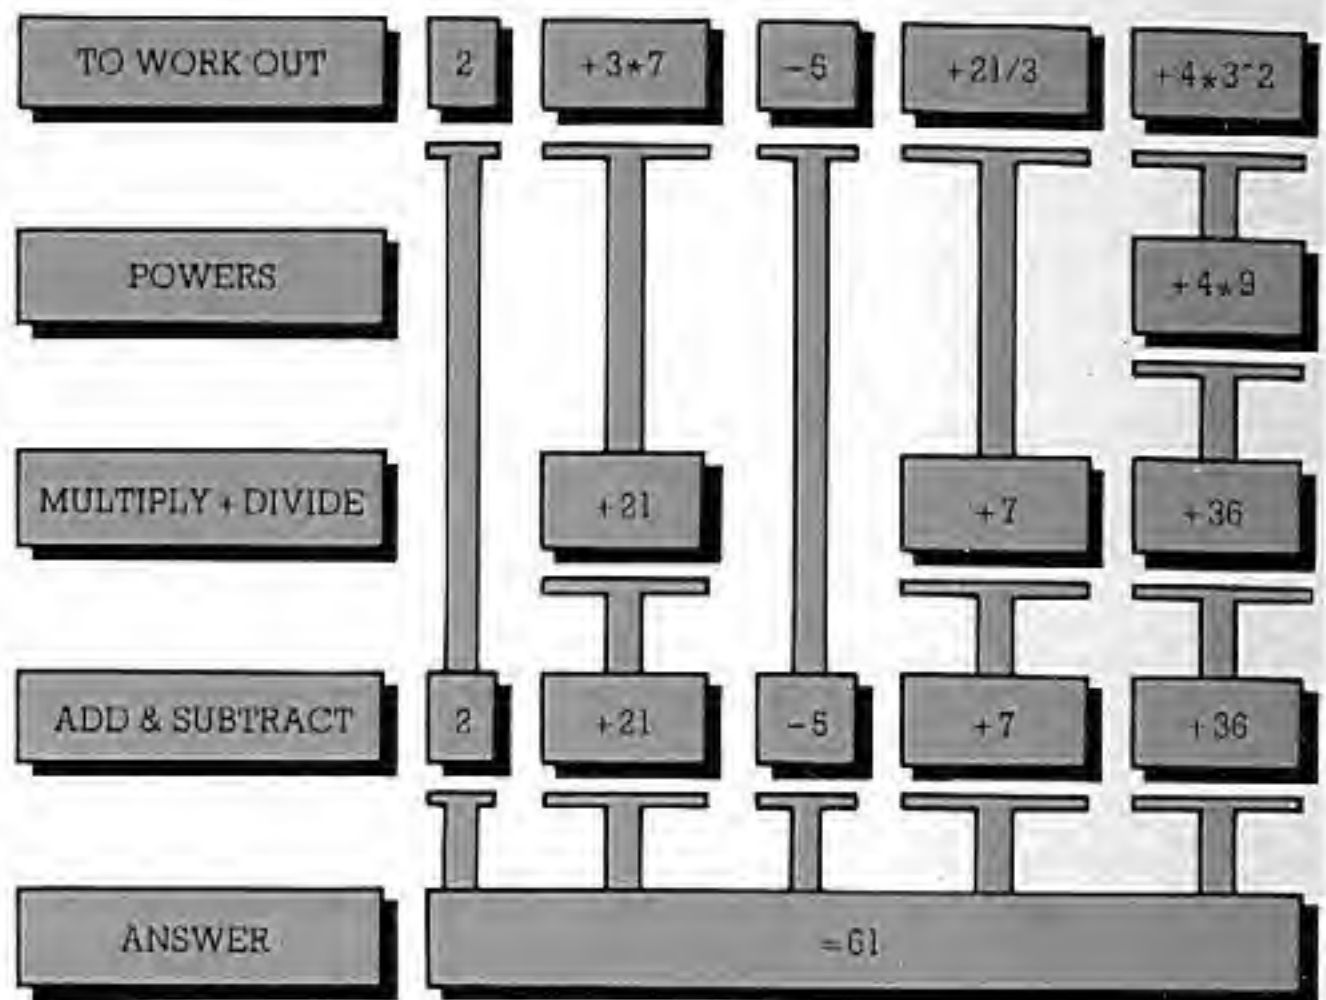 TO WORK OUT 2 +3*7 -5 +21/3 +4*3^2
POWERS +4*9
MULTIPLY + DIVIDE +21 +7 +36
ADD & SUBTRACT 2 +21 -5 +7 +36
ANSWER =61